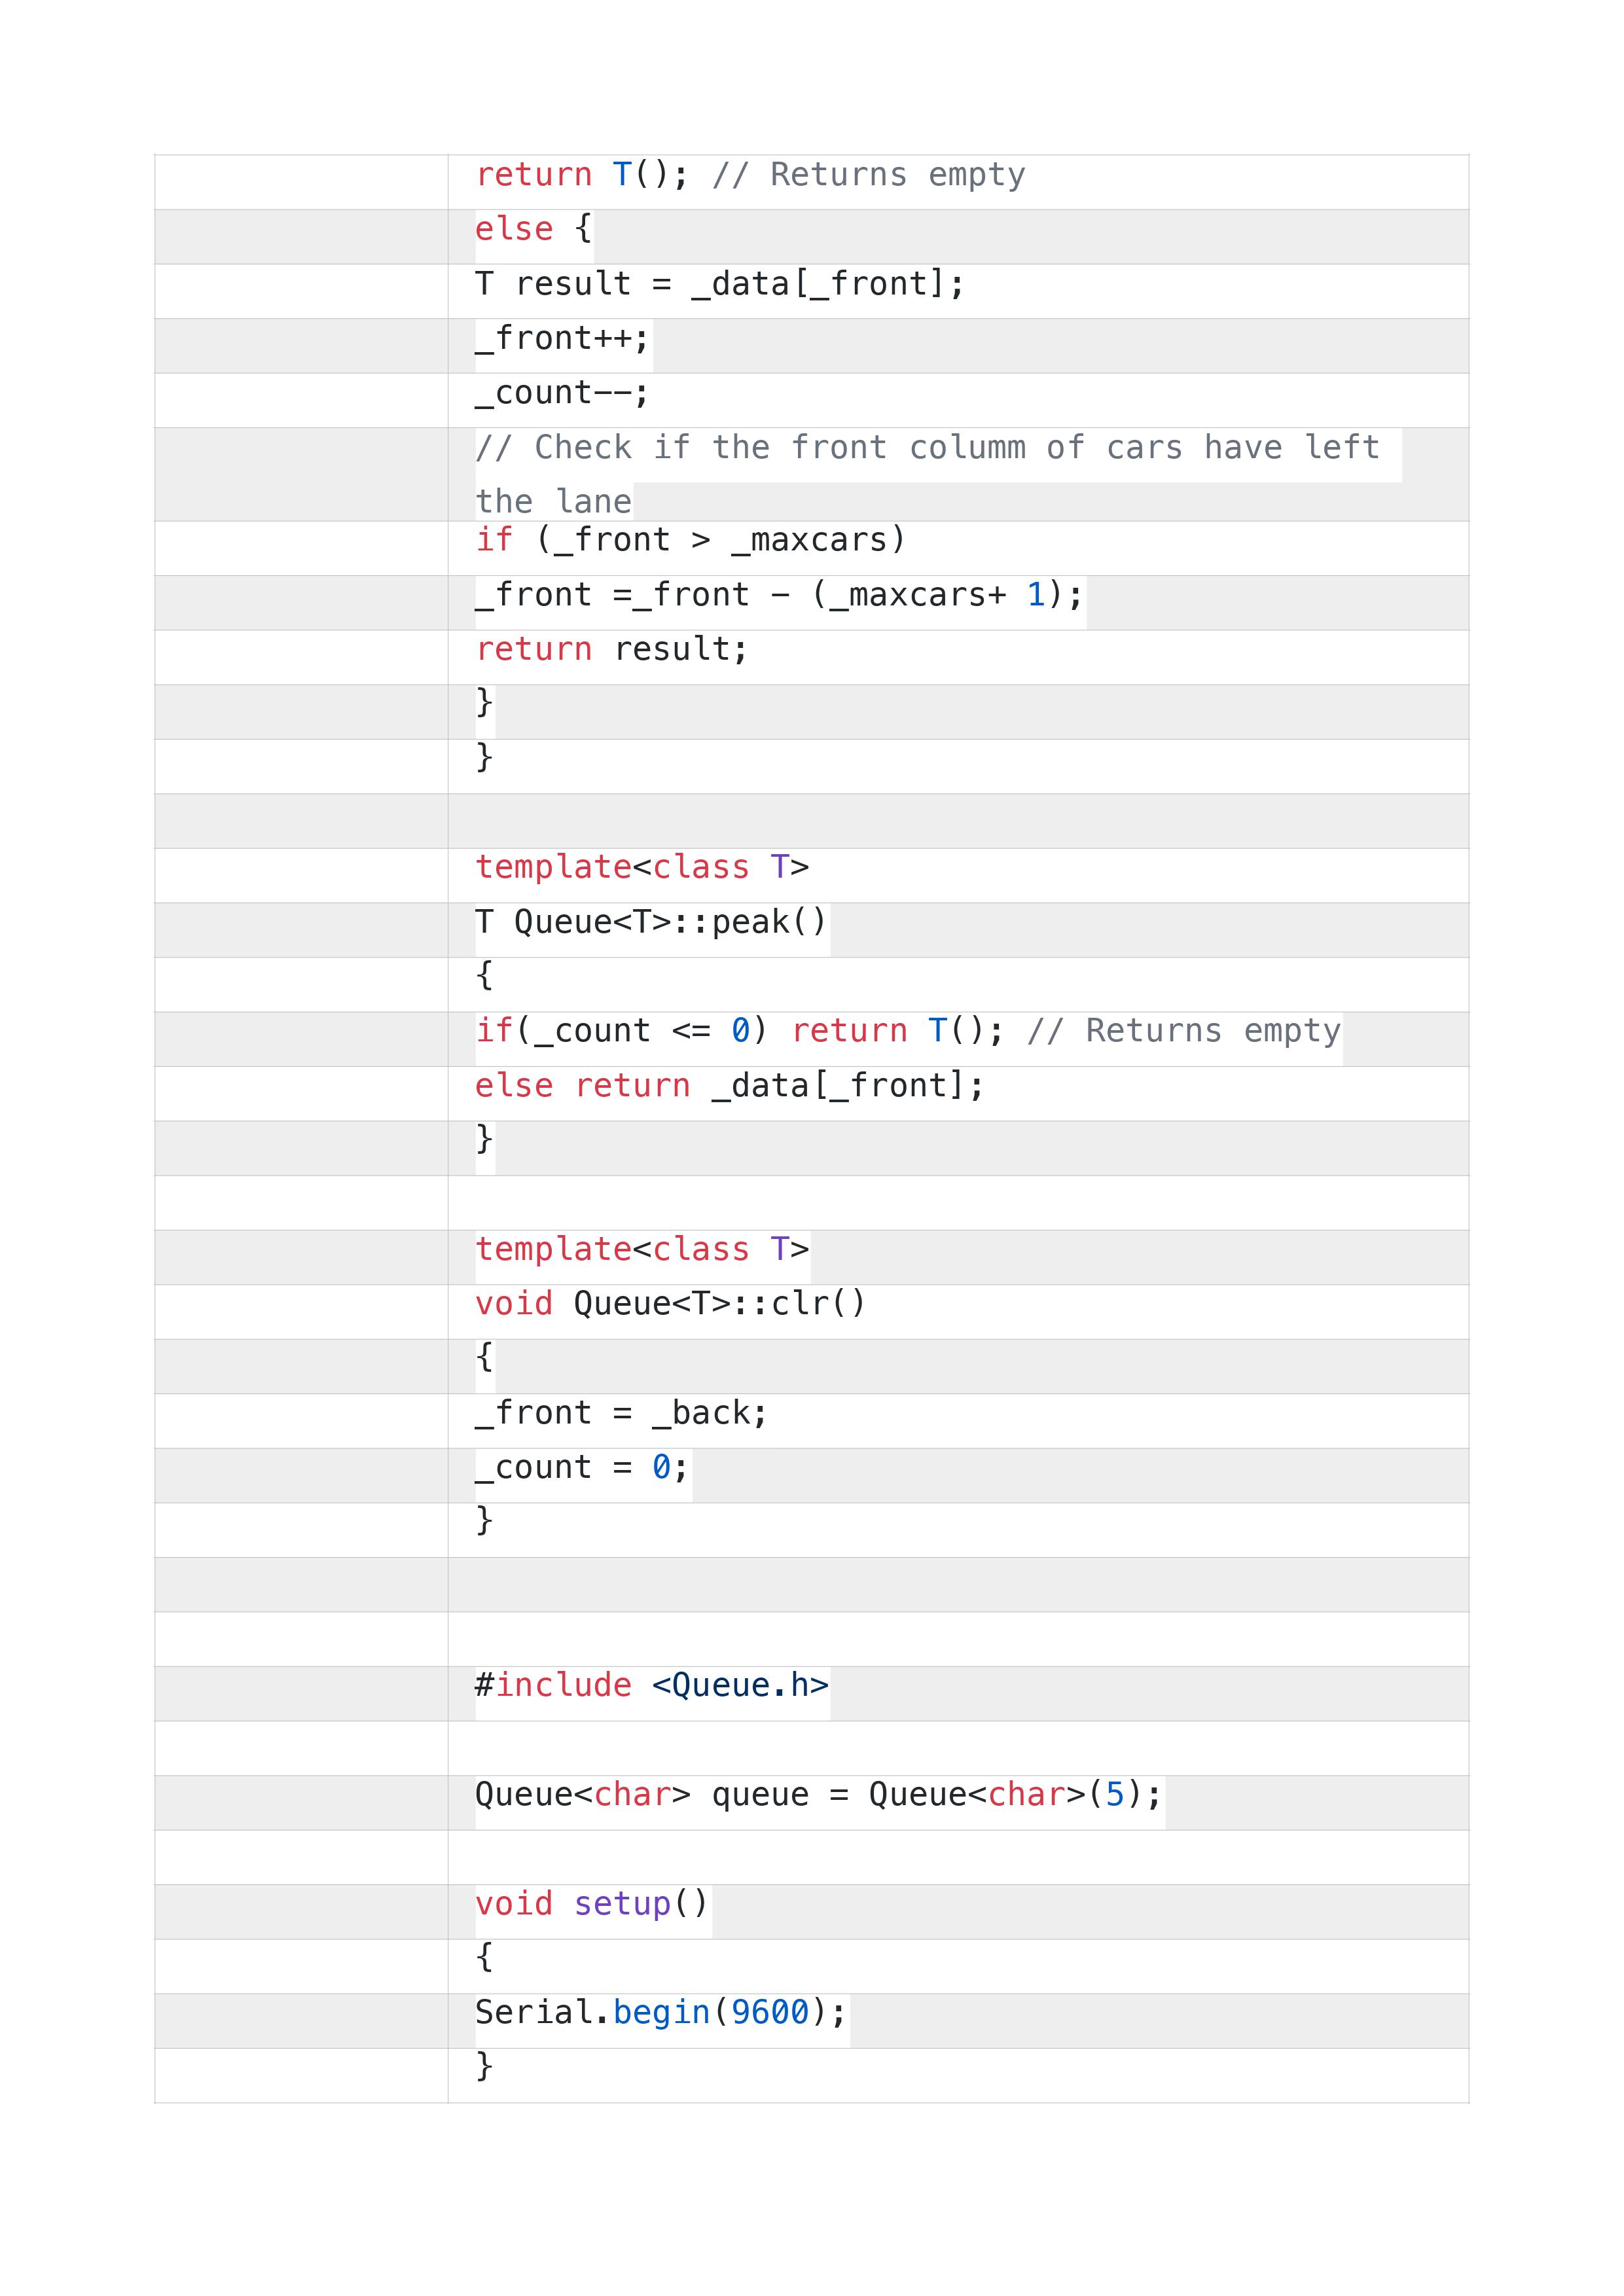 return T(); // Returns empty
else {
T result = _data[_front];
_front++;
_count--;
// Check if the front columm of cars have left
the lane
if (_front > _maxcars)
_front =_front - (_maxcars+ 1);
return result;
}
}
template<class T>
T Queue<T>::peak()
{
if(_count <= 0) return T(); // Returns empty
else return _data[_front];
}
template<class T>
void Queue<T>::clr()
{
_front = _back;
_count = 0;
}
#include <Queue.h>
Queue<char> queue = Queue<char>(5);
void setup()
{
Serial.begin(9600);
}